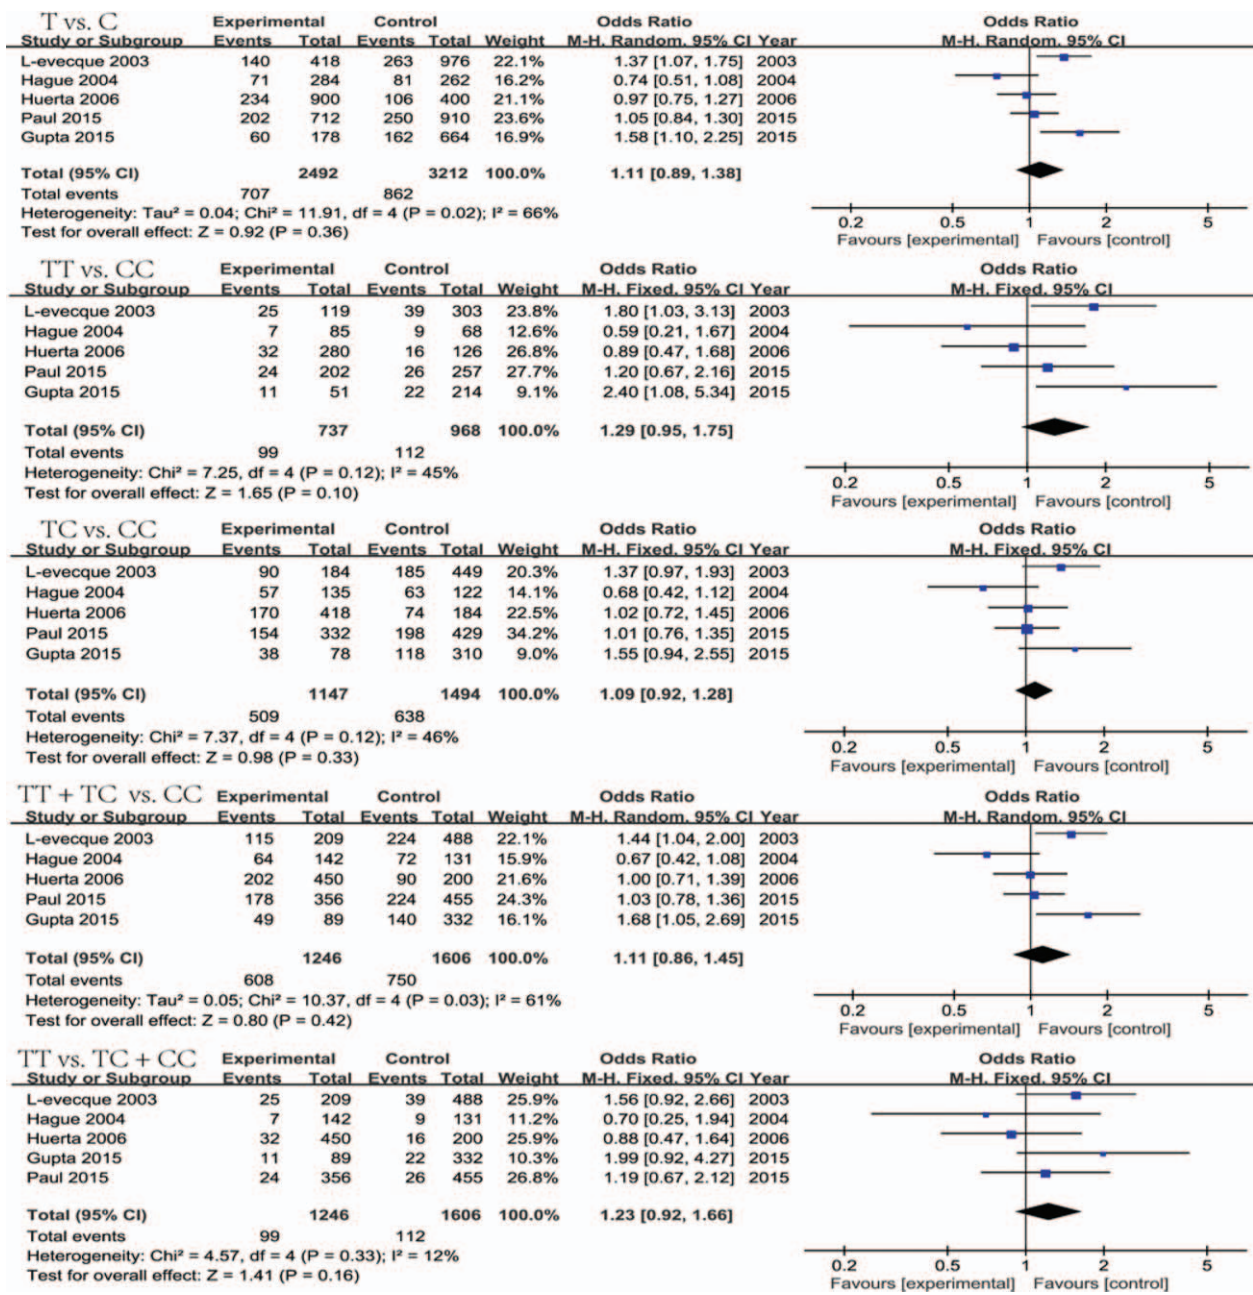 T vs. C Experimental Control Odds Ratio Odds Ratio
Study or Subgroup Events Total Events Total Weight M-H. Random. 95% CI Year M-H. Random. 95% CI
L-evecque 2003 140 418 263 976 22.1% 1.37 [1.07, 1.75] 2003
Hague 2004 71 284 81 262 16.2% 0.74 [0.51, 1.08] 2004
Huerta 2006 234 900 106 400 21.1% 0.97 [0.75, 1.27] 2006
Paul 2015 202 712 250 910 23.6% 1.05 [0.84, 1.30] 2015
Gupta 2015 60 178 162 664 16.9% 1.58 [1.10, 2.25] 2015
Total (95% CI) 2492 3212 100.0% 1.11 [0.89, 1.38]
Total events 707 862
Heterogeneity: Tau² = 0.04; Chi² = 11.91, df = 4 (P = 0.02); I² = 66%
Test for overall effect: Z = 0.92 (P = 0.36)
0.2 0.5 1 2 5
Favours [experimental] Favours [control]
TT vs. CC Experimental Control Odds Ratio Odds Ratio
Study or Subgroup Events Total Events Total Weight M-H. Fixed. 95% CI Year M-H. Fixed. 95% CI
L-evecque 2003 25 119 39 303 23.8% 1.80 [1.03, 3.13] 2003
Hague 2004 7 85 9 68 12.6% 0.59 [0.21, 1.67] 2004
Huerta 2006 32 280 16 126 26.8% 0.89 [0.47, 1.68] 2006
Paul 2015 24 202 26 257 27.7% 1.20 [0.67, 2.16] 2015
Gupta 2015 11 51 22 214 9.1% 2.40 [1.08, 5.34] 2015
Total (95% CI) 737 968 100.0% 1.29 [0.95, 1.75]
Total events 99 112
Heterogeneity: Chi² = 7.25, df = 4 (P = 0.12); I² = 45%
Test for overall effect: Z = 1.65 (P = 0.10)
0.2 0.5 1 2 5
Favours [experimental] Favours [control]
TC vs. CC Experimental Control Odds Ratio Odds Ratio
Study or Subgroup Events Total Events Total Weight M-H. Fixed. 95% CI Year M-H. Fixed. 95% CI
L-evecque 2003 90 184 185 449 20.3% 1.37 [0.97, 1.93] 2003
Hague 2004 57 135 63 122 14.1% 0.68 [0.42, 1.12] 2004
Huerta 2006 170 418 74 184 22.5% 1.02 [0.72, 1.45] 2006
Paul 2015 154 332 198 429 34.2% 1.01 [0.76, 1.35] 2015
Gupta 2015 38 78 118 310 9.0% 1.55 [0.94, 2.55] 2015
Total (95% CI) 1147 1494 100.0% 1.09 [0.92, 1.28]
Total events 509 638
Heterogeneity: Chi² = 7.37, df = 4 (P = 0.12); I² = 46%
Test for overall effect: Z = 0.98 (P = 0.33)
0.2 0.5 1 2 5
Favours [experimental] Favours [control]
TT + TC vs. CC Experimental Control Odds Ratio Odds Ratio
Study or Subgroup Events Total Events Total Weight M-H. Random. 95% CI Year M-H. Random. 95% CI
L-evecque 2003 115 209 224 488 22.1% 1.44 [1.04, 2.00] 2003
Hague 2004 64 142 72 131 15.9% 0.67 [0.42, 1.08] 2004
Huerta 2006 202 450 90 200 21.6% 1.00 [0.71, 1.39] 2006
Paul 2015 178 356 224 455 24.3% 1.03 [0.78, 1.36] 2015
Gupta 2015 49 89 140 332 16.1% 1.68 [1.05, 2.69] 2015
Total (95% CI) 1246 1606 100.0% 1.11 [0.86, 1.45]
Total events 608 750
Heterogeneity: Tau² = 0.05; Chi² = 10.37, df = 4 (P = 0.03); I² = 61%
Test for overall effect: Z = 0.80 (P = 0.42)
0.2 0.5 1 2 5
Favours [experimental] Favours [control]
TT vs. TC + CC Experimental Control Odds Ratio Odds Ratio
Study or Subgroup Events Total Events Total Weight M-H. Fixed. 95% CI Year M-H. Fixed. 95% CI
L-evecque 2003 25 209 39 488 25.9% 1.56 [0.92, 2.66] 2003
Hague 2004 7 142 9 131 11.2% 0.70 [0.25, 1.94] 2004
Huerta 2006 32 450 16 200 25.9% 0.88 [0.47, 1.64] 2006
Gupta 2015 11 89 22 332 10.3% 1.99 [0.92, 4.27] 2015
Paul 2015 24 356 26 455 26.8% 1.19 [0.67, 2.12] 2015
Total (95% CI) 1246 1606 100.0% 1.23 [0.92, 1.66]
Total events 99 112
Heterogeneity: Chi² = 4.57, df = 4 (P = 0.33); I² = 12%
Test for overall effect: Z = 1.41 (P = 0.16)
0.2 0.5 1 2 5
Favours [experimental] Favours [control]